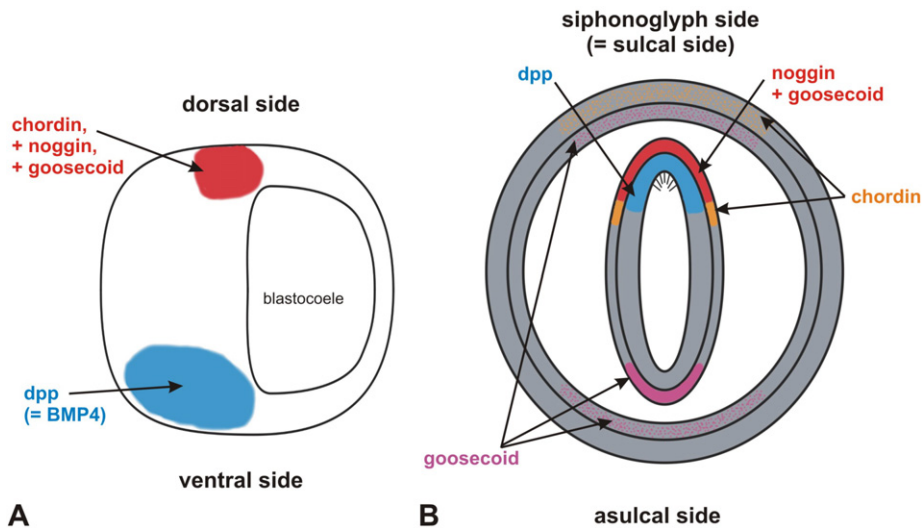 dorsal side
chordin,
+ noggin,
+ goosecoid
blastocoele
dpp
(= BMP4)
ventral side
A
siphonoglyph side
(= sulcal side)
dpp
noggin
+ goosecoid
chordin
goosecoid
B
asulcal side